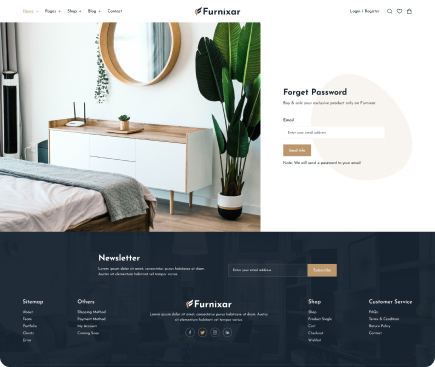 Home + Pages + Shop + Blog + Contact
Furnixar
Login / Register
Forget Password
Buy & sale your exclusive product only on Furnixar
Email
Enter your email address
Send Me
Note: We will send a password to your email
Newsletter
Lorem ipsum dolor sit amet, consectetur purus habitasse ut diam.
Auctor sit elementum habitant vel tempor varius.
Enter your email address
Subscribe
Sitemap
About
Team
Portfolio
Clients
Others
Shipping Method
Payment Method
My Account
Coming Soon
Furnixar
Lorem ipsum dolor sit amet, consectetur purus habitasse ut diam,
sit elementum habitant vel tempor varius.
Shop
Shop
Product Single
Cart
Checkout
Wishlist
Customer Service
FAQs
Terms & Condition
Return Policy
Contact